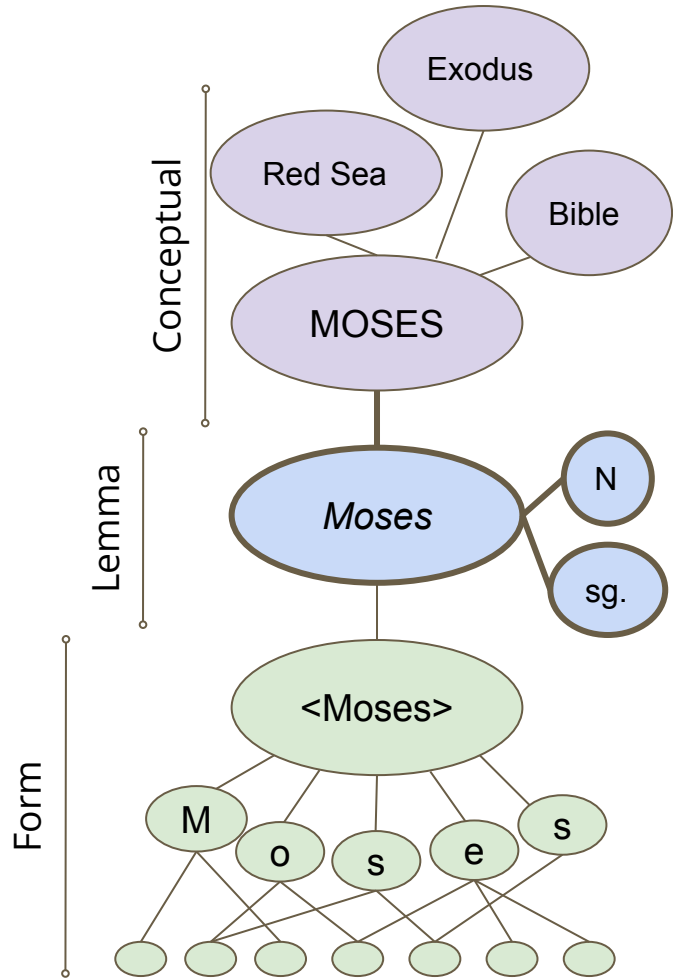 Exodus
Red Sea
Bible
Conceptual
MOSES
Lemma
Moses
N
sg.
Form
<Moses>
M
o
s
e
s